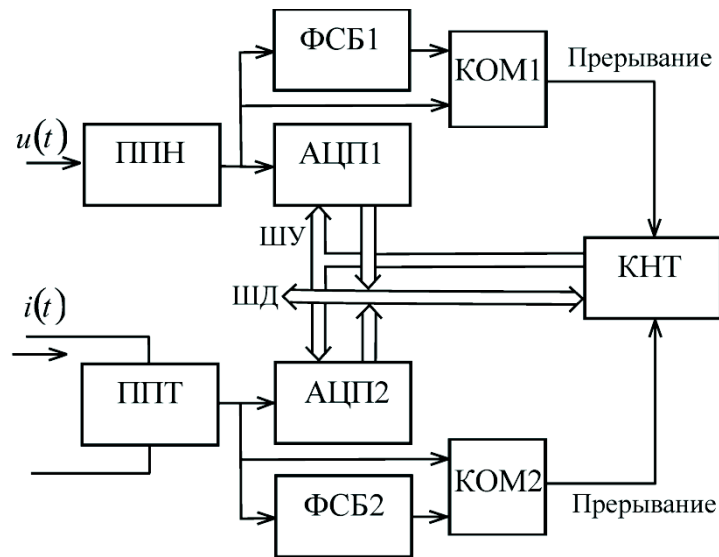 ФСБ1
КОМ1
Прерывание
u(t)
ППН
АЦП1
ШУ
КНТ
ШД
i(t)
ППТ
АЦП2
КОМ2
ФСБ2
Прерывание